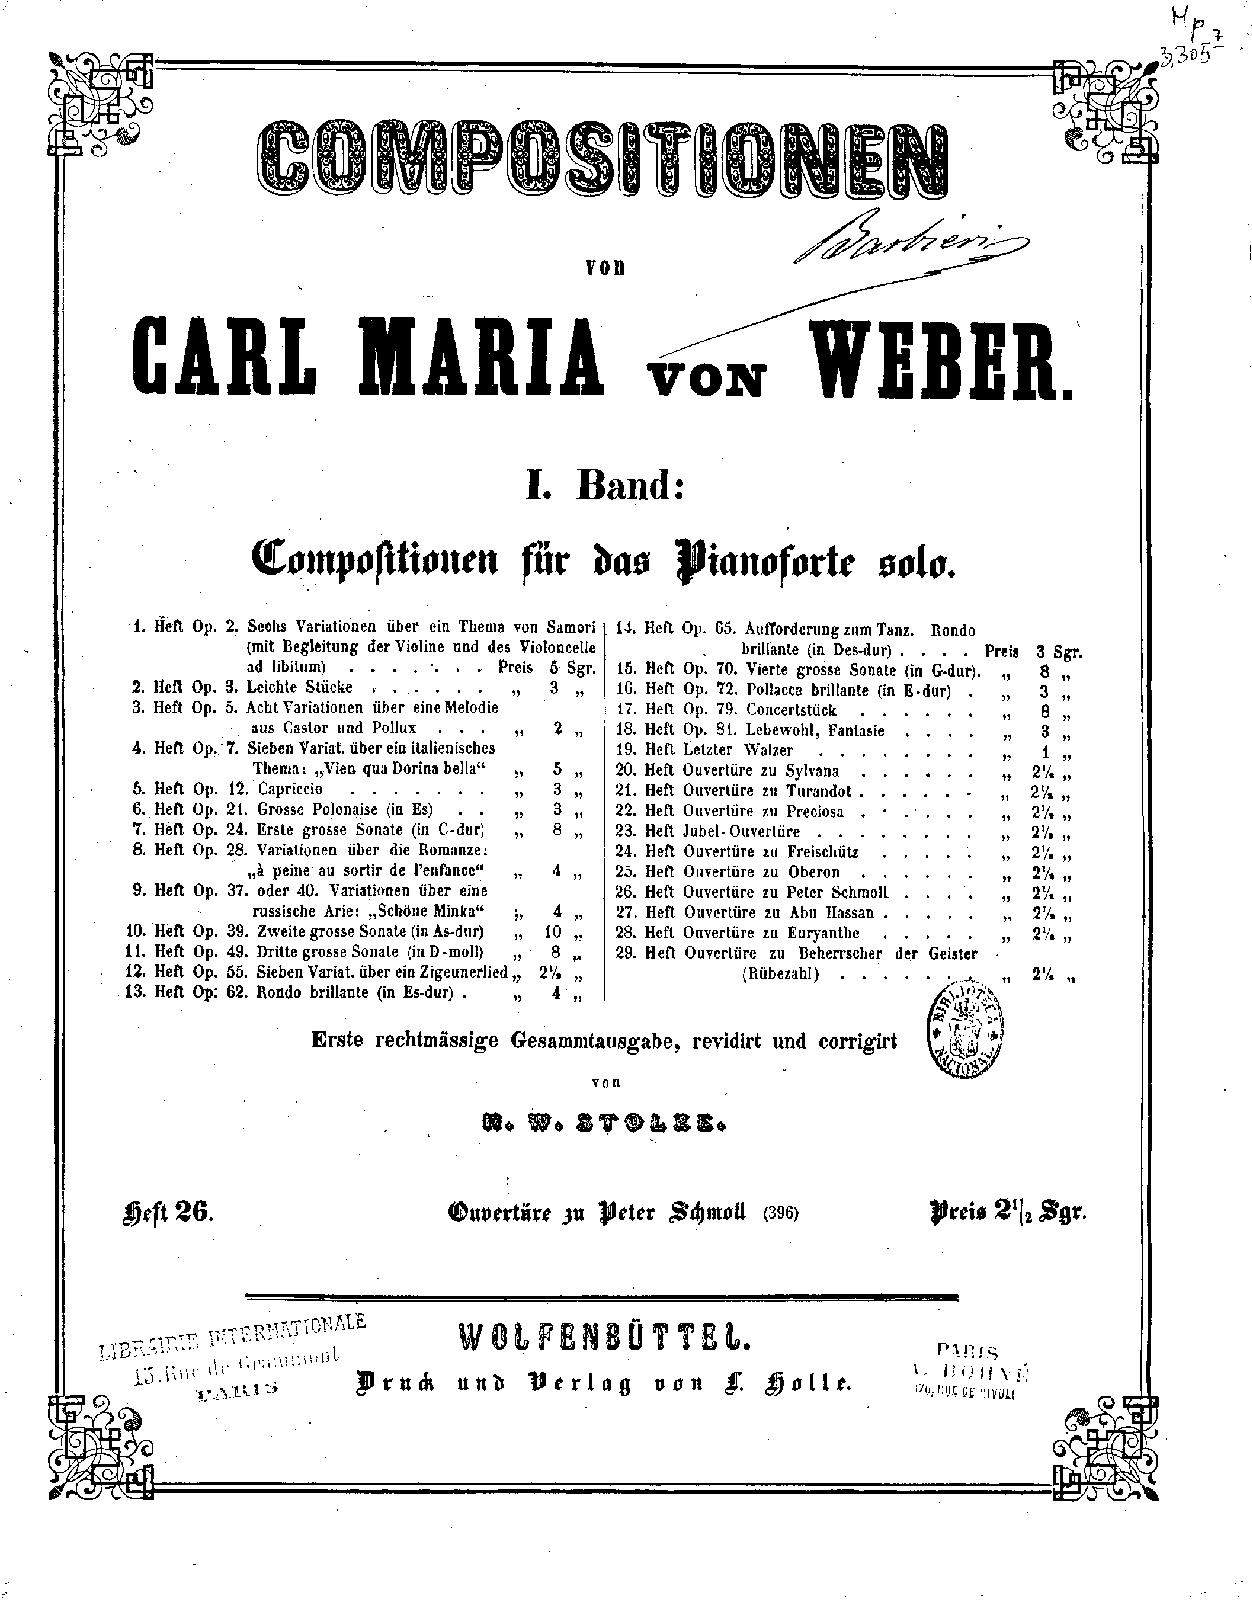 Mp 7
3,305
COMPOSITIONEN
Barbieri
von
CARL MARIA VON WEBER.
I. Band:
Compositionen für das Pianoforte solo.
1. Heft Op. 2. Sechs Variationen über ein Thema von Samori
(mit Begleitung der Violine und des Violoncelle
ad libitum) . . . . . . . Preis 5 Sgr.
2. Heft Op. 3. Leichte Stücke . . . . . . „ 3 „
3. Heft Op. 5. Acht Variationen über eine Melodie
aus Castor und Pollux . . . „ 2 „
4. Heft Op. 7. Sieben Variat. über ein italienisches
Thema: „Vien qua Dorina bella“ „ 5 „
5. Heft Op. 12. Capriccio . . . . . . . „ 3 „
6. Heft Op. 21. Grosse Polonaise (in Es) . . „ 3 „
7. Heft Op. 24. Erste grosse Sonate (in C-dur) „ 8 „
8. Heft Op. 28. Variationen über die Romanze:
„à peine au sortir de l'enfance“ „ 4 „
9. Heft Op. 37. oder 40. Variationen über eine
russische Arie: „Schöne Minka“ „ 4 „
10. Heft Op. 39. Zweite grosse Sonate (in As-dur) „ 10 „
11. Heft Op. 49. Dritte grosse Sonate (in D-moll) „ 8 „
12. Heft Op. 55. Sieben Variat. über ein Zigeunerlied „ 2½ „
13. Heft Op. 62. Rondo brillante (in Es-dur) . „ 4 „
14. Heft Op. 65. Aufforderung zum Tanz. Rondo
brillante (in Des-dur) . . . . Preis 3 Sgr.
15. Heft Op. 70. Vierte grosse Sonate (in G-dur). „ 8 „
16. Heft Op. 72. Pollacca brillante (in E-dur) . „ 3 „
17. Heft Op. 79. Concertstück . . . . . . „ 8 „
18. Heft Op. 81. Lebewohl, Fantasie . . . . „ 3 „
19. Heft Letzter Walzer . . . . . . . . „ 1 „
20. Heft Ouvertüre zu Sylvana . . . . . . „ 2½ „
21. Heft Ouvertüre zu Turandot . . . . . . „ 2½ „
22. Heft Ouvertüre zu Preciosa . . . . . . „ 2½ „
23. Heft Jubel-Ouvertüre . . . . . . . . „ 2½ „
24. Heft Ouvertüre zu Freischütz . . . . . „ 2½ „
25. Heft Ouvertüre zu Oberon . . . . . . „ 2½ „
26. Heft Ouvertüre zu Peter Schmoll . . . . „ 2½ „
27. Heft Ouvertüre zu Abu Hassan . . . . . „ 2½ „
28. Heft Ouvertüre zu Euryanthe . . . . . „ 2½ „
29. Heft Ouvertüre zu Beherrscher der Geister
(Rübezahl) . . . . . . . . „ 2½ „
Erste rechtmässige Gesammtausgabe, revidirt und corrigirt
BIBLIOTECA NACIONAL
von
H. W. STOLZE.
Heft 26. Ouvertüre zu Peter Schmoll (396) Preis 2½ Sgr.
WOLFENBÜTTEL.
Druck und Verlag von L. Holle.
LIBRAIRIE INTERNATIONALE
15. Rue de Grammont
PARIS
PARIS
BOHNÉ
170, RUE DE RIVOLI